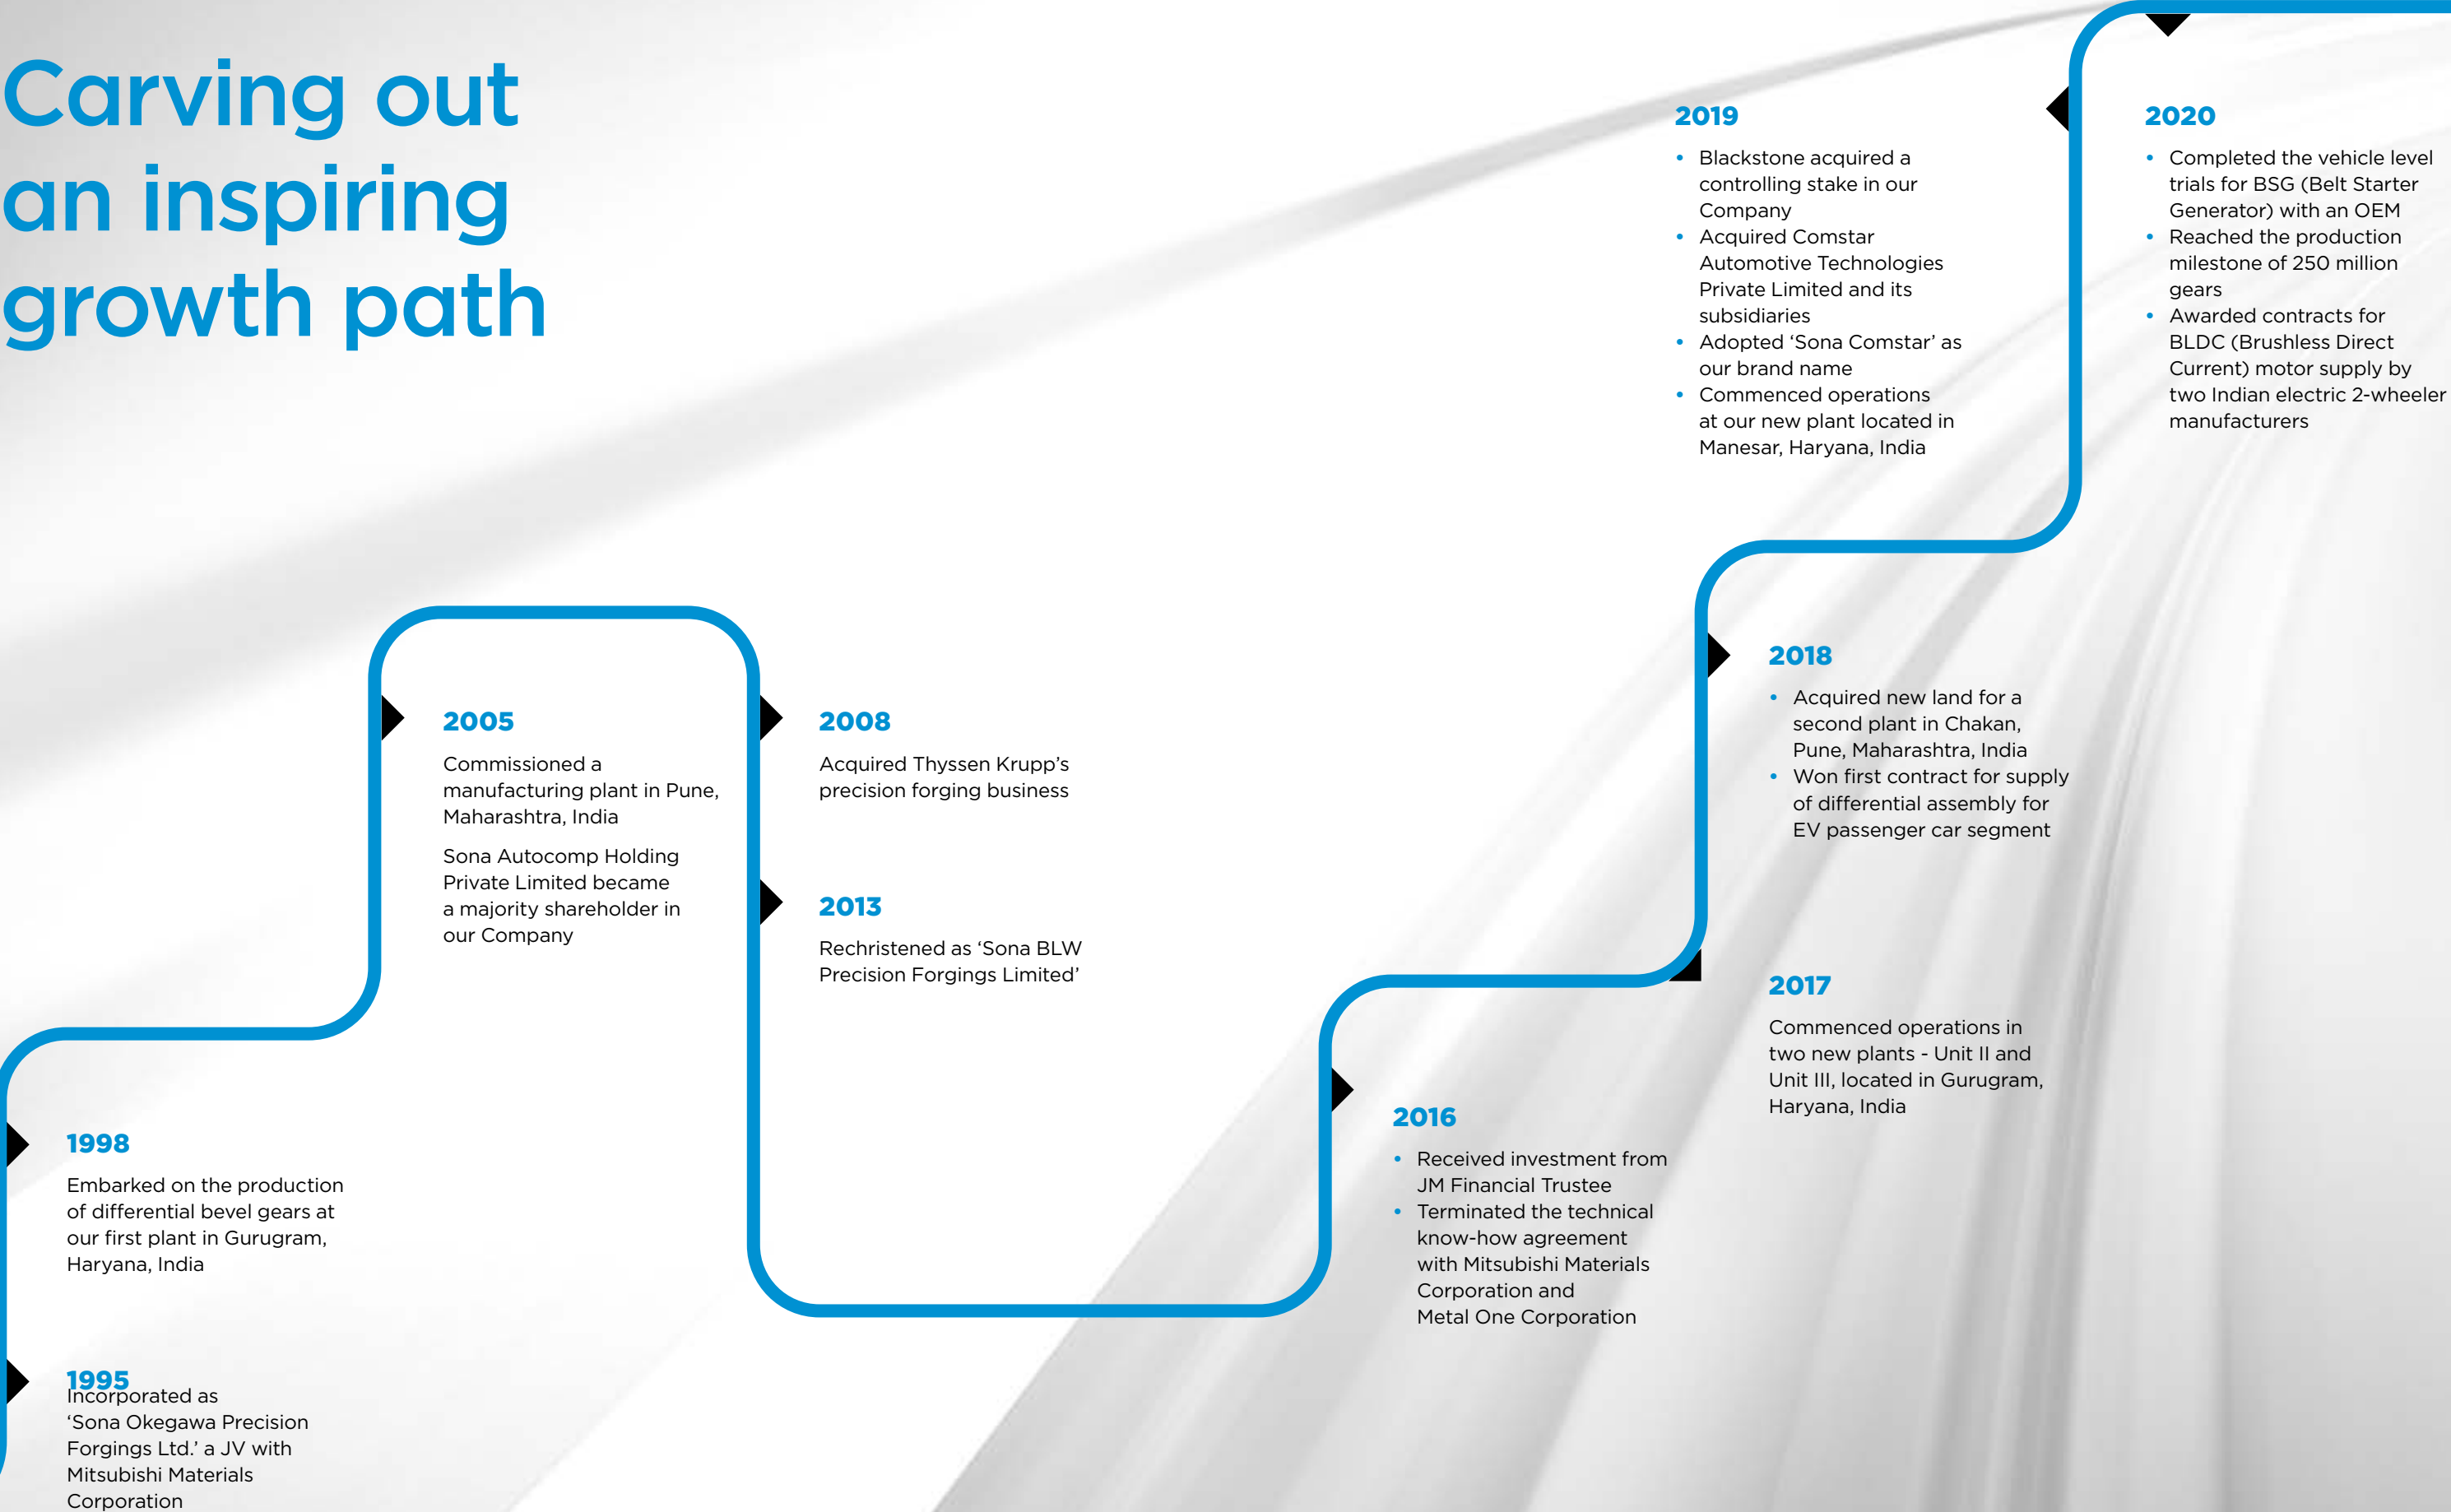 Carving out
an inspiring
growth path
1995
Incorporated as
‘Sona Okegawa Precision
Forgings Ltd.’ a JV with
Mitsubishi Materials
Corporation
1998
Embarked on the production
of differential bevel gears at
our first plant in Gurugram,
Haryana, India
2005
Commissioned a
manufacturing plant in Pune,
Maharashtra, India
Sona Autocomp Holding
Private Limited became
a majority shareholder in
our Company
2008
Acquired Thyssen Krupp’s
precision forging business
2013
Rechristened as ‘Sona BLW
Precision Forgings Limited’
2016
• Received investment from
JM Financial Trustee
• Terminated the technical
know-how agreement
with Mitsubishi Materials
Corporation and
Metal One Corporation
2017
Commenced operations in
two new plants - Unit II and
Unit III, located in Gurugram,
Haryana, India
2018
• Acquired new land for a
second plant in Chakan,
Pune, Maharashtra, India
• Won first contract for supply
of differential assembly for
EV passenger car segment
2019
• Blackstone acquired a
controlling stake in our
Company
• Acquired Comstar
Automotive Technologies
Private Limited and its
subsidiaries
• Adopted ‘Sona Comstar’ as
our brand name
• Commenced operations
at our new plant located in
Manesar, Haryana, India
2020
• Completed the vehicle level
trials for BSG (Belt Starter
Generator) with an OEM
• Reached the production
milestone of 250 million
gears
• Awarded contracts for
BLDC (Brushless Direct
Current) motor supply by
two Indian electric 2-wheeler
manufacturers